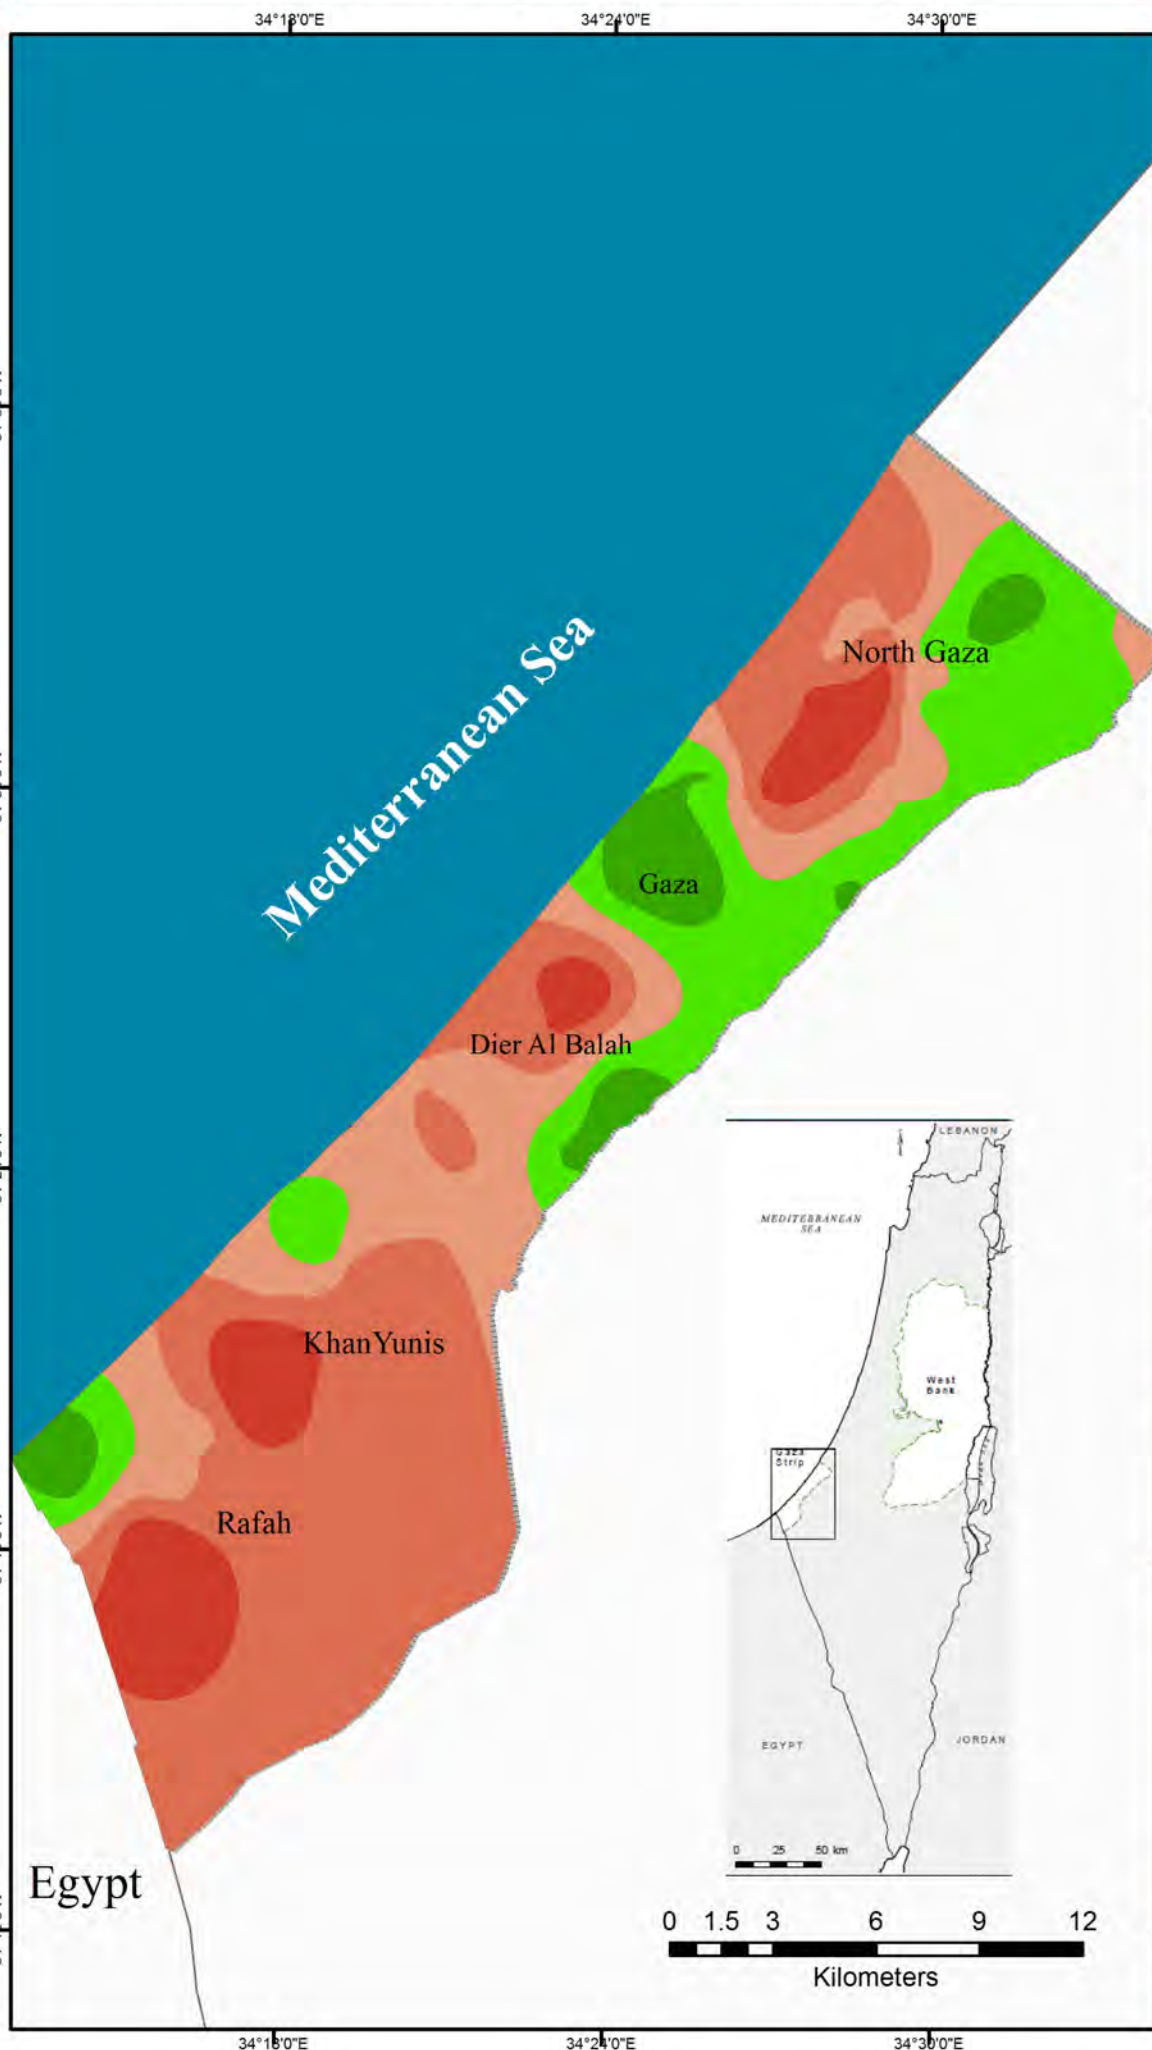 34°18'0"E 34°24'0"E 34°30'0"E
Mediterranean Sea
North Gaza
Gaza
Dier Al Balah
KhanYunis
Rafah
Egypt
LEBANON
MEDITERRANEAN
SEA
West
Bank
Gaza
Strip
EGYPT
JORDAN
0 25 50 km
0 1.5 3 6 9 12
Kilometers
34°18'0"E 34°24'0"E 34°30'0"E